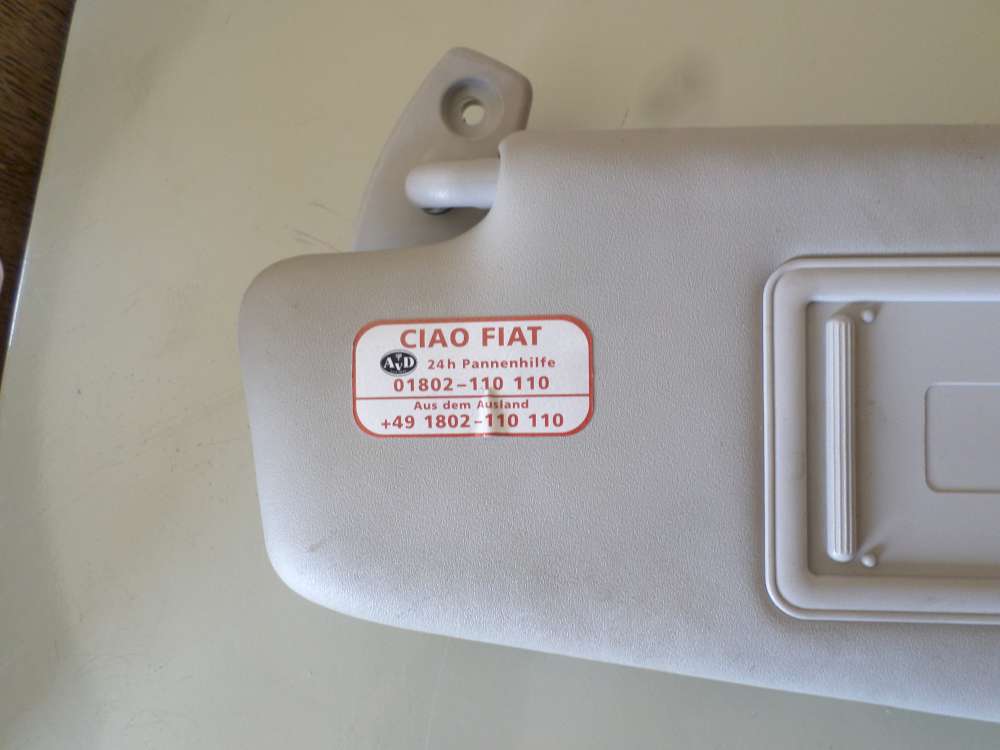 CIAO FIAT
AvD 24h Pannenhilfe
01802-110 110
Aus dem Ausland
+49 1802-110 110